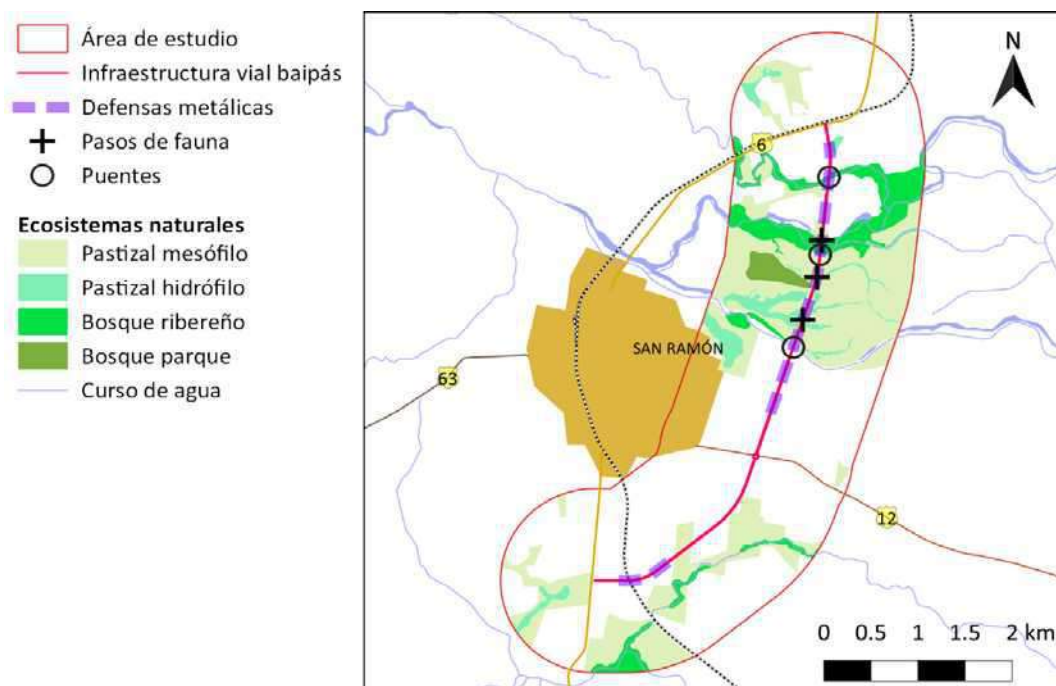 Área de estudio
Infraestructura vial baipás
Defensas metálicas
Pasos de fauna
Puentes
Ecosistemas naturales
Pastizal mesófilo
Pastizal hidrófilo
Bosque ribereño
Bosque parque
Curso de agua
N
6
SAN RAMÓN
63
12
0 0.5 1 1.5 2 km